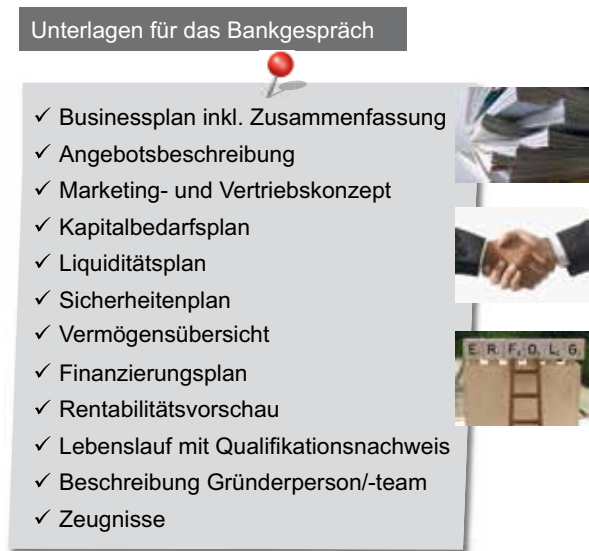 Unterlagen für das Bankgespräch
✓ Businessplan inkl. Zusammenfassung
✓ Angebotsbeschreibung
✓ Marketing- und Vertriebskonzept
✓ Kapitalbedarfsplan
✓ Liquiditätsplan
✓ Sicherheitenplan
✓ Vermögensübersicht
✓ Finanzierungsplan
✓ Rentabilitätsvorschau
✓ Lebenslauf mit Qualifikationsnachweis
✓ Beschreibung Gründerperson/-team
✓ Zeugnisse
ERFOLG